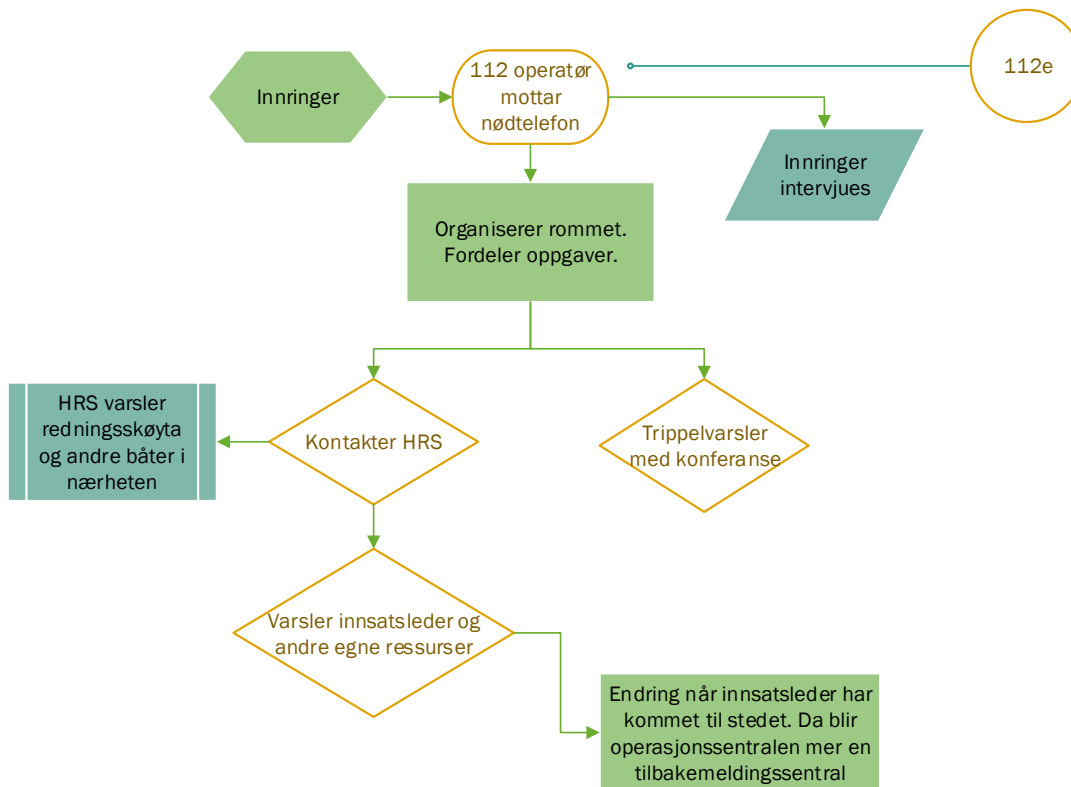 Innringer
112 operatør
mottar
nødtelefon
112e
Innringer
intervjues
Organiserer rommet.
Fordeler oppgaver.
HRS varsler
redningsskøyta
og andre båter i
nærheten
Kontakter HRS
Trippelvarsler
med konferanse
Varsler innsatsleder og
andre egne ressurser
Endring når innsatsleder har
kommet til stedet. Da blir
operasjonssentralen mer en
tilbakemeldingssentral